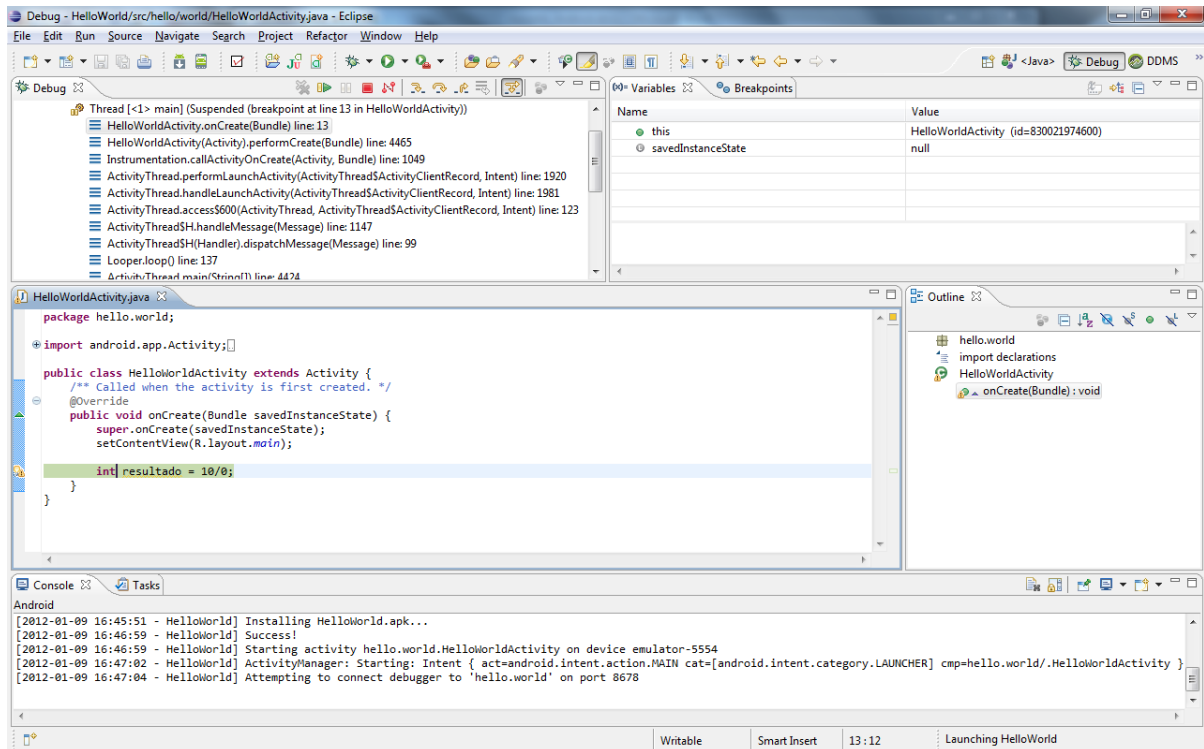 Debug - HelloWorld/src/hello/world/HelloWorldActivity.java - Eclipse
File Edit Run Source Navigate Search Project Refactor Window Help
<Java> Debug DDMS
Debug
Thread [<1> main] (Suspended (breakpoint at line 13 in HelloWorldActivity))
HelloWorldActivity.onCreate(Bundle) line: 13
HelloWorldActivity(Activity).performCreate(Bundle) line: 4465
Instrumentation.callActivityOnCreate(Activity, Bundle) line: 1049
ActivityThread.performLaunchActivity(ActivityThread$ActivityClientRecord, Intent) line: 1920
ActivityThread.handleLaunchActivity(ActivityThread$ActivityClientRecord, Intent) line: 1981
ActivityThread.access$600(ActivityThread, ActivityThread$ActivityClientRecord, Intent) line: 123
ActivityThread$H.handleMessage(Message) line: 1147
ActivityThread$H(Handler).dispatchMessage(Message) line: 99
Looper.loop() line: 137
ActivityThread.main(String[]) line: 4424
(x)= Variables Breakpoints
Name Value
this HelloWorldActivity (id=830021974600)
savedInstanceState null
HelloWorldActivity.java
package hello.world;
import android.app.Activity;
public class HelloWorldActivity extends Activity {
/** Called when the activity is first created. */
@Override
public void onCreate(Bundle savedInstanceState) {
super.onCreate(savedInstanceState);
setContentView(R.layout.main);
int resultado = 10/0;
}
}
Outline
hello.world
import declarations
HelloWorldActivity
onCreate(Bundle) : void
Console Tasks
Android
[2012-01-09 16:45:51 - HelloWorld] Installing HelloWorld.apk...
[2012-01-09 16:46:59 - HelloWorld] Success!
[2012-01-09 16:46:59 - HelloWorld] Starting activity hello.world.HelloWorldActivity on device emulator-5554
[2012-01-09 16:47:02 - HelloWorld] ActivityManager: Starting: Intent { act=android.intent.action.MAIN cat=[android.intent.category.LAUNCHER] cmp=hello.world/.HelloWorldActivity }
[2012-01-09 16:47:04 - HelloWorld] Attempting to connect debugger to 'hello.world' on port 8678
Writable Smart Insert 13 : 12 Launching HelloWorld